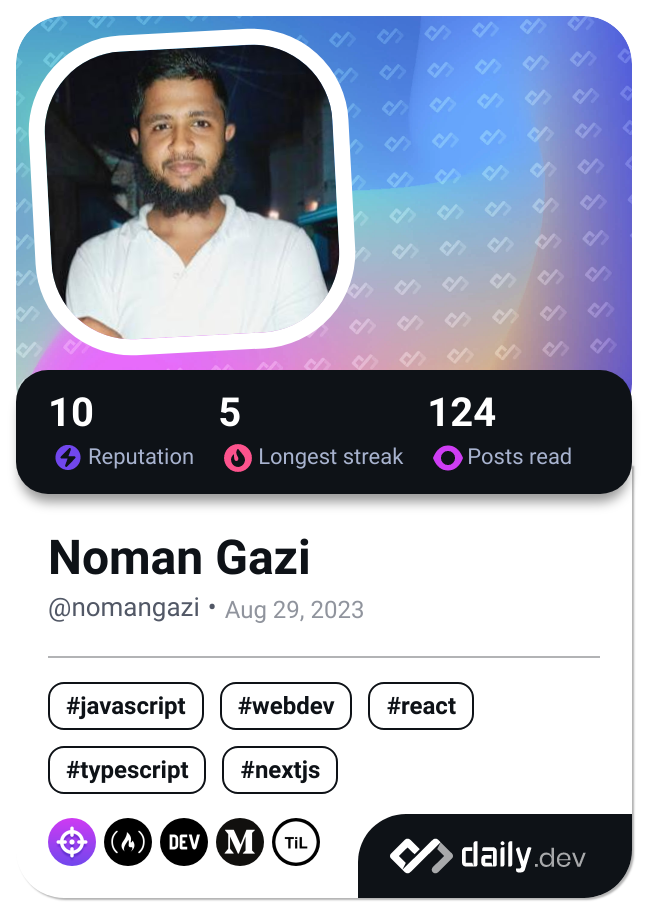 10 5 124
Reputation Longest streak Posts read
Noman Gazi
@nomangazi • Aug 29, 2023
#javascript #webdev #react
#typescript #nextjs
DEV M TiL
daily.dev